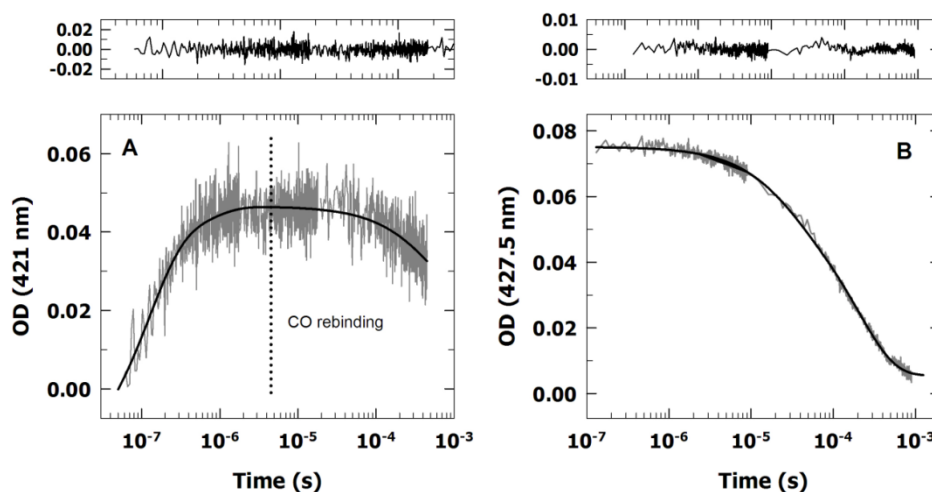 0.02
0.00
-0.02
0.01
0.00
-0.01
A
0.06
0.04
0.02
0.00
OD (421 nm)
CO rebinding
10⁻⁷ 10⁻⁶ 10⁻⁵ 10⁻⁴ 10⁻³
Time (s)
B
0.08
0.06
0.04
0.02
0.00
OD (427.5 nm)
10⁻⁷ 10⁻⁶ 10⁻⁵ 10⁻⁴ 10⁻³
Time (s)